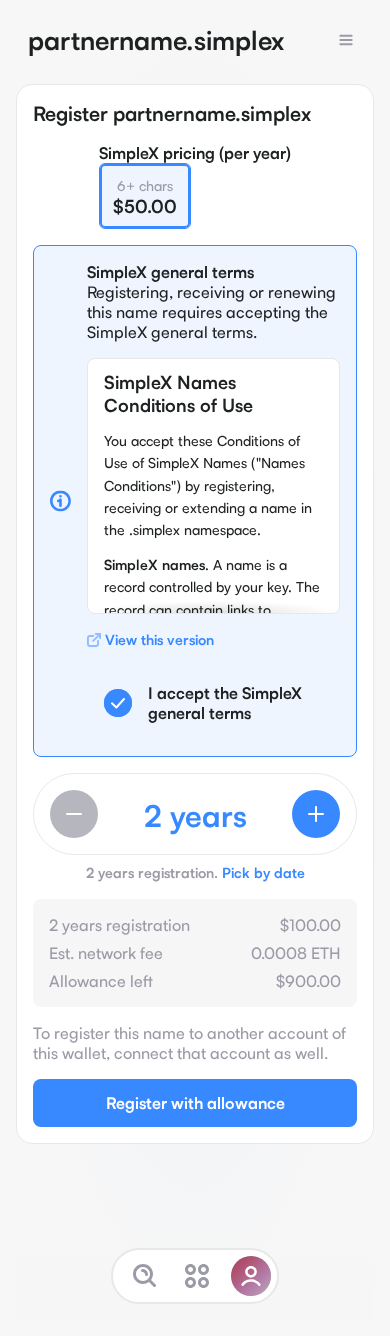 partnername.simplex
Register partnername.simplex
SimpleX pricing (per year)
6+ chars
$50.00
SimpleX general terms
Registering, receiving or renewing
this name requires accepting the
SimpleX general terms.
SimpleX Names
Conditions of Use
You accept these Conditions of
Use of SimpleX Names ("Names
Conditions") by registering,
receiving or extending a name in
the .simplex namespace.
SimpleX names. A name is a
record controlled by your key. The
record can contain links to
View this version
I accept the SimpleX
general terms
2 years
2 years registration. Pick by date
2 years registration $100.00
Est. network fee 0.0008 ETH
Allowance left $900.00
To register this name to another account of
this wallet, connect that account as well.
Register with allowance